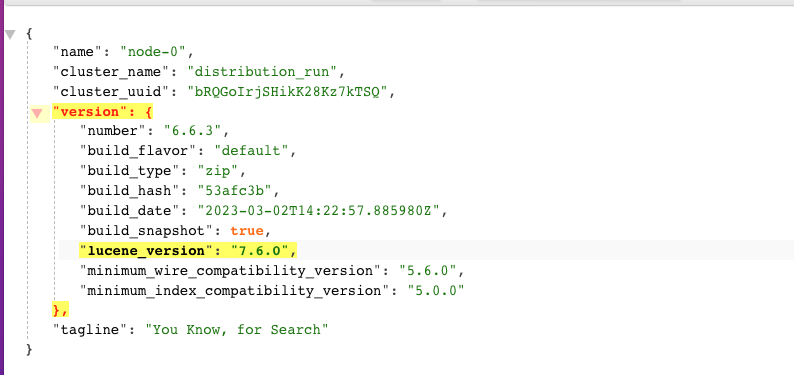 {
"name": "node-0",
"cluster_name": "distribution_run",
"cluster_uuid": "bRQGoIrjSHikK28Kz7kTSQ",
"version": {
"number": "6.6.3",
"build_flavor": "default",
"build_type": "zip",
"build_hash": "53afc3b",
"build_date": "2023-03-02T14:22:57.885980Z",
"build_snapshot": true,
"lucene_version": "7.6.0",
"minimum_wire_compatibility_version": "5.6.0",
"minimum_index_compatibility_version": "5.0.0"
},
"tagline": "You Know, for Search"
}